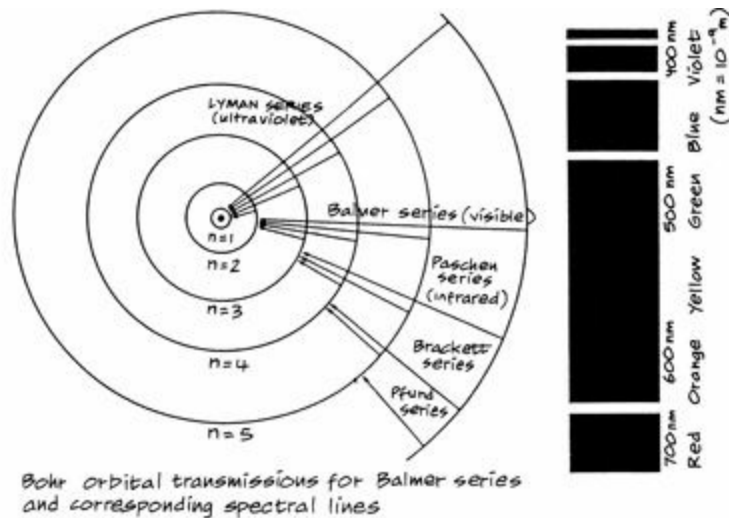 LYMAN SERIES
(ultraviolet)
n=1
n=2
n=3
n=4
n=5
Balmer series (visible)
Paschen
series
(infrared)
Brackett
series
Pfund
series
Bohr orbital transmissions for Balmer series
and corresponding spectral lines
400 nm
500 nm
600 nm
700 nm
Violet
Blue
Green
Yellow
Orange
Red
(nm = 10⁻⁹m)